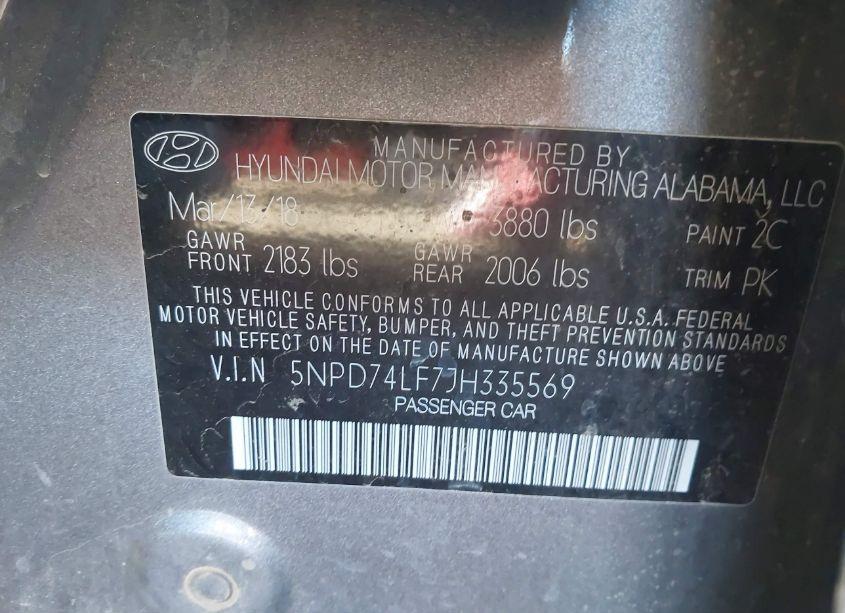 MANUFACTURED BY
HYUNDAI MOTOR MANUFACTURING ALABAMA, LLC
Mar/13/18 3880 lbs PAINT 2C
GAWR FRONT 2183 lbs GAWR REAR 2006 lbs TRIM PK
THIS VEHICLE CONFORMS TO ALL APPLICABLE U.S.A. FEDERAL
MOTOR VEHICLE SAFETY, BUMPER, AND THEFT PREVENTION STANDARDS
IN EFFECT ON THE DATE OF MANUFACTURE SHOWN ABOVE
V.I.N 5NPD74LF7JH335569
PASSENGER CAR